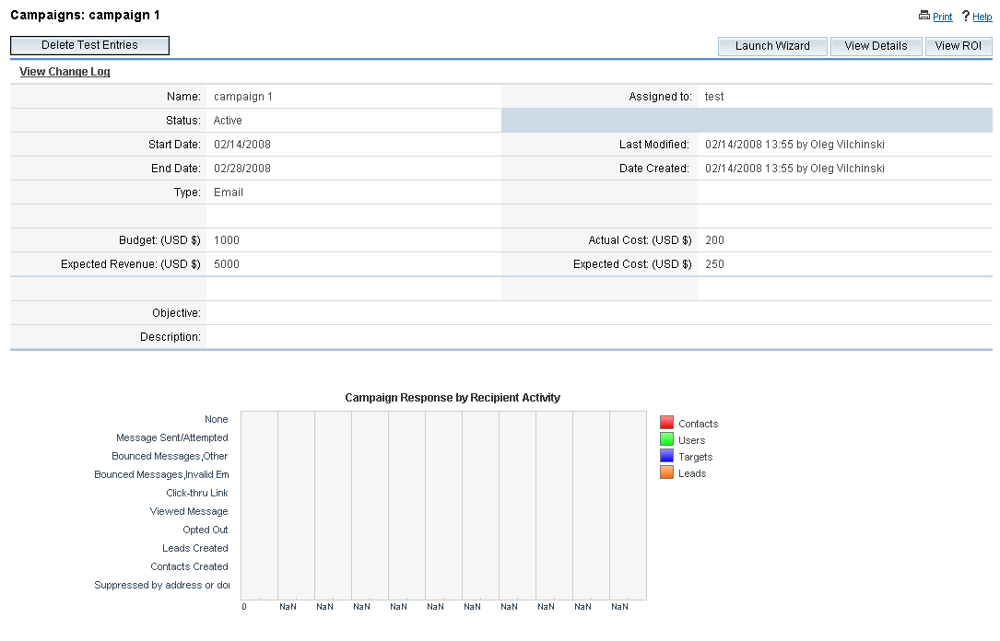 Campaigns: campaign 1
Print ? Help
Delete Test Entries
Launch Wizard View Details View ROI
View Change Log
Name: campaign 1 Assigned to: test
Status: Active
Start Date: 02/14/2008 Last Modified: 02/14/2008 13:55 by Oleg Vilchinski
End Date: 02/28/2008 Date Created: 02/14/2008 13:55 by Oleg Vilchinski
Type: Email
Budget: (USD $) 1000 Actual Cost: (USD $) 200
Expected Revenue: (USD $) 5000 Expected Cost: (USD $) 250
Objective:
Description:
Campaign Response by Recipient Activity
None
Message Sent/Attempted
Bounced Messages,Other
Bounced Messages,Invalid Em
Click-thru Link
Viewed Message
Opted Out
Leads Created
Contacts Created
Suppressed by address or doi
0 NaN NaN NaN NaN NaN NaN NaN NaN NaN NaN
Contacts
Users
Targets
Leads